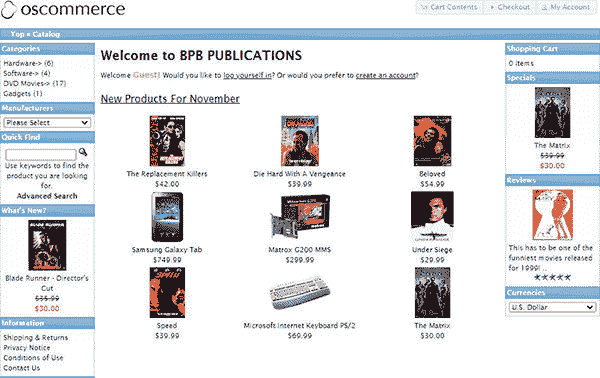 oscommerce
Cart Contents
Checkout
My Account
Top » Catalog
Categories
Hardware-> (6)
Software-> (4)
DVD Movies-> (17)
Gadgets (1)
Manufacturers
Please Select
Quick Find
Use keywords to find
the product you are
looking for.
Advanced Search
What's New?
Blade Runner - Director's
Cut
$35.99
$30.00
Information
Shipping & Returns
Privacy Notice
Conditions of Use
Contact Us
Welcome to BPB PUBLICATIONS
Welcome Guest! Would you like to log yourself in? Or would you prefer to create an account?
New Products For November
The Replacement Killers
$42.00
Die Hard With A Vengeance
$39.99
Beloved
$54.99
Samsung Galaxy Tab
$749.99
Matrox G200 MMS
$299.99
Under Siege
$29.99
SPEED
Speed
$39.99
Microsoft Internet Keyboard PS/2
$69.99
The Matrix
$30.00
Shopping Cart
0 items
Specials
The Matrix
$39.99
$30.00
Reviews
This has to be one of the
funniest movies released
for 1999! ..
Currencies
U.S. Dollar